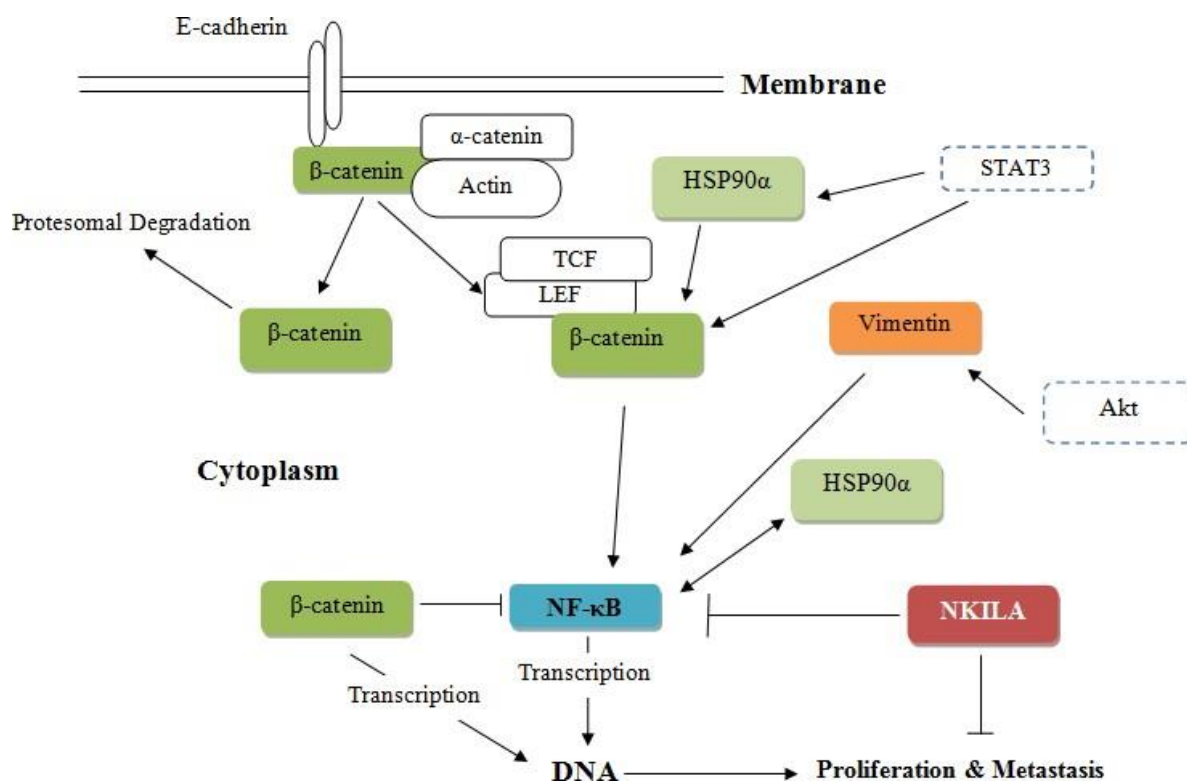 E-cadherin
Membrane
α-catenin
β-catenin
Actin
HSP90α
STAT3
Protesomal Degradation
TCF
LEF
β-catenin
β-catenin
Vimentin
Akt
Cytoplasm
HSP90α
β-catenin
NF-κB
NKILA
Transcription
Transcription
DNA
Proliferation & Metastasis